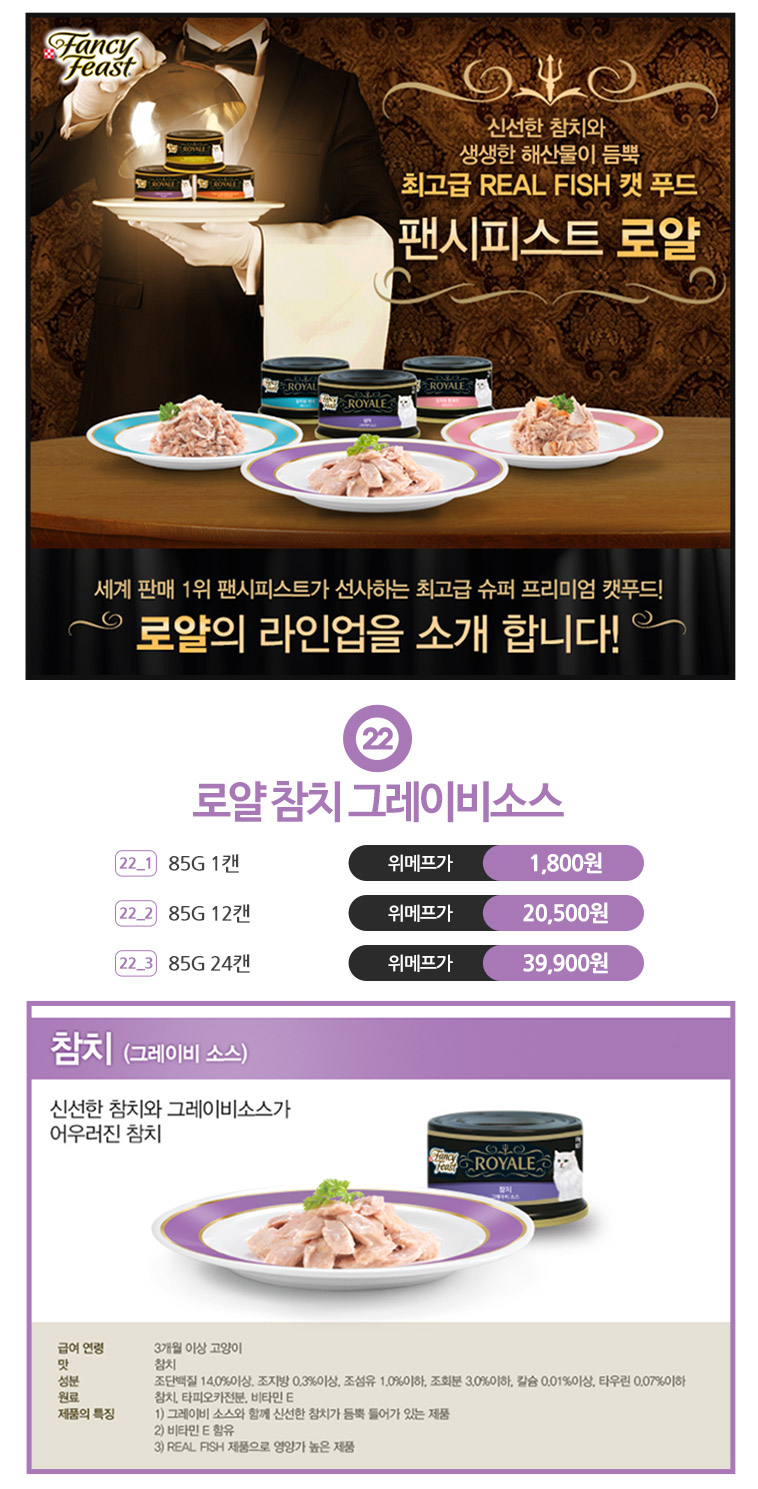 Fancy
Feast
ROYALE
ROYALE
ROYALE
신선한 참치와
생생한 해산물이 듬뿍
최고급 REAL FISH 캣 푸드
팬시피스트 로얄
ROYALE
ROYALE
ROYALE
세계 판매 1위 팬시피스트가 선사하는 최고급 슈퍼 프리미엄 캣푸드!
로얄의 라인업을 소개 합니다!
22
로얄 참치 그레이비소스
22_1 85G 1캔 위메프가 1,800원
22_2 85G 12캔 위메프가 20,500원
22_3 85G 24캔 위메프가 39,900원
참치 (그레이비 소스)
신선한 참치와 그레이비소스가
어우러진 참치
Fancy
Feast
ROYALE
참치
그레이비 소스
급여 연령 3개월 이상 고양이
맛 참치
성분 조단백질 14.0%이상, 조지방 0.3%이상, 조섬유 1.0%이하, 조회분 3.0%이하, 칼슘 0.01%이상, 타우린 0.07%이하
원료 참치, 타피오카전분, 비타민 E
제품의 특징 1) 그레이비 소스와 함께 신선한 참치가 듬뿍 들어가 있는 제품
2) 비타민 E 함유
3) REAL FISH 제품으로 영양가 높은 제품